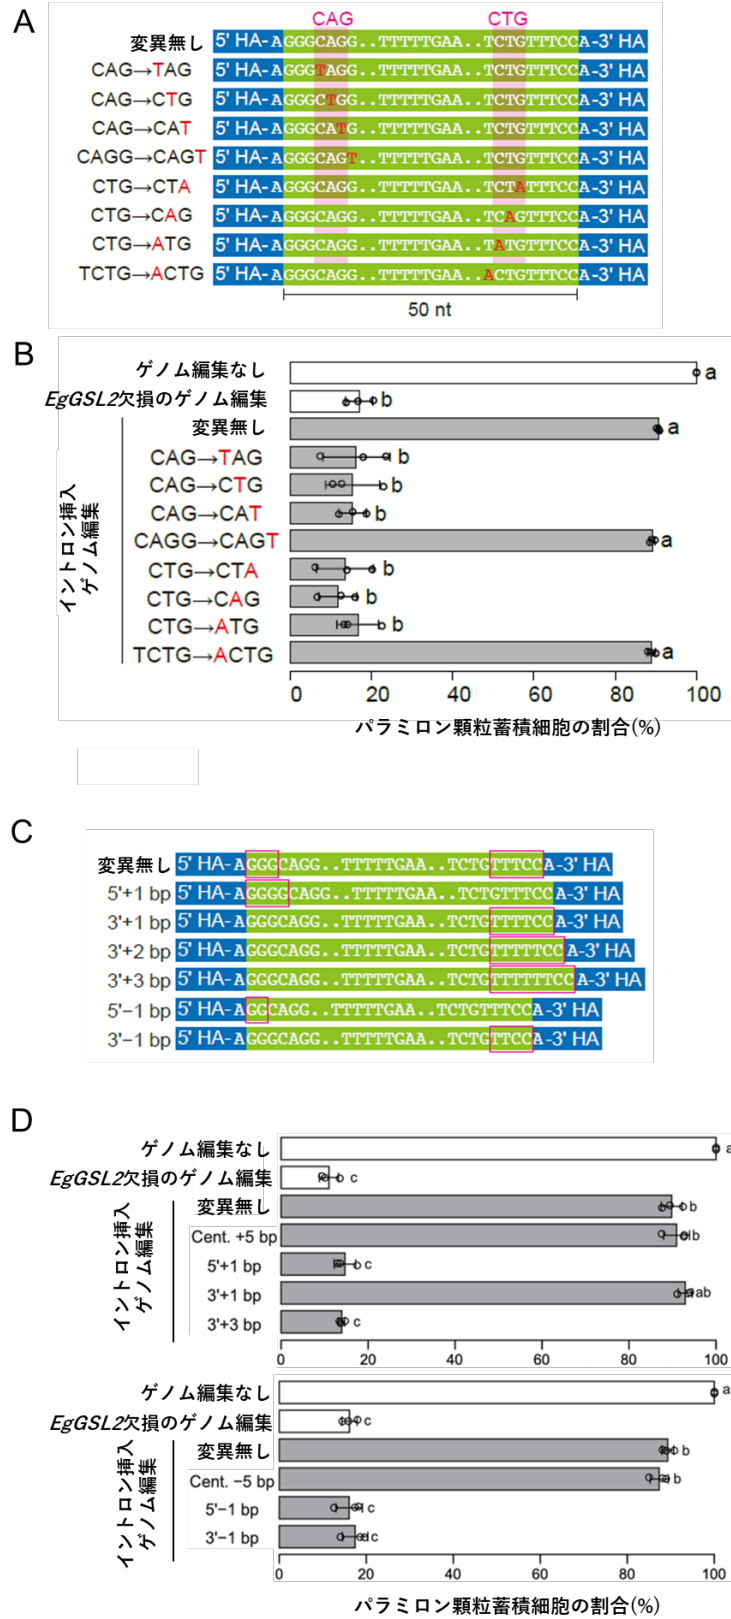 A
CAG CTG
変異無し 5' HA-AGGGCAGG..TTTTTGAA..TCTGTTTCCA-3' HA
CAG→TAG 5' HA-AGGGTAGG..TTTTTGAA..TCTGTTTCCA-3' HA
CAG→CTG 5' HA-AGGGCTGG..TTTTTGAA..TCTGTTTCCA-3' HA
CAG→CAT 5' HA-AGGGCATG..TTTTTGAA..TCTGTTTCCA-3' HA
CAGG→CAGT 5' HA-AGGGCAGT..TTTTTGAA..TCTGTTTCCA-3' HA
CTG→CTA 5' HA-AGGGCAGG..TTTTTGAA..TCTATTTCCA-3' HA
CTG→CAG 5' HA-AGGGCAGG..TTTTTGAA..TCAGTTTCCA-3' HA
CTG→ATG 5' HA-AGGGCAGG..TTTTTGAA..TATGTTTCCA-3' HA
TCTG→ACTG 5' HA-AGGGCAGG..TTTTTGAA..ACTGTTTCCA-3' HA
50 nt
B
ゲノム編集なし a
EgGSL2欠損のゲノム編集 b
イントロン挿入
ゲノム編集
変異無し a
CAG→TAG b
CAG→CTG b
CAG→CAT b
CAGG→CAGT a
CTG→CTA b
CTG→CAG b
CTG→ATG b
TCTG→ACTG a
0 20 40 60 80 100
パラミロン顆粒蓄積細胞の割合(%)
C
変異無し 5' HA-AGGGCAGG..TTTTTGAA..TCTGTTTCCA-3' HA
5'+1 bp 5' HA-AGGGGCAGG..TTTTTGAA..TCTGTTTCCA-3' HA
3'+1 bp 5' HA-AGGGCAGG..TTTTTGAA..TCTGTTTTCCA-3' HA
3'+2 bp 5' HA-AGGGCAGG..TTTTTGAA..TCTGTTTTTCCA-3' HA
3'+3 bp 5' HA-AGGGCAGG..TTTTTGAA..TCTGTTTTTTCCA-3' HA
5'−1 bp 5' HA-AGGCAGG..TTTTTGAA..TCTGTTTCCA-3' HA
3'−1 bp 5' HA-AGGGCAGG..TTTTTGAA..TCTGTTCCA-3' HA
D
ゲノム編集なし a
EgGSL2欠損のゲノム編集 c
イントロン挿入
ゲノム編集
変異無し b
Cent. +5 bp b
5'+1 bp c
3'+1 bp ab
3'+3 bp c
0 20 40 60 80 100
ゲノム編集なし a
EgGSL2欠損のゲノム編集 c
イントロン挿入
ゲノム編集
変異無し b
Cent. −5 bp b
5'−1 bp c
3'−1 bp c
0 20 40 60 80 100
パラミロン顆粒蓄積細胞の割合(%)